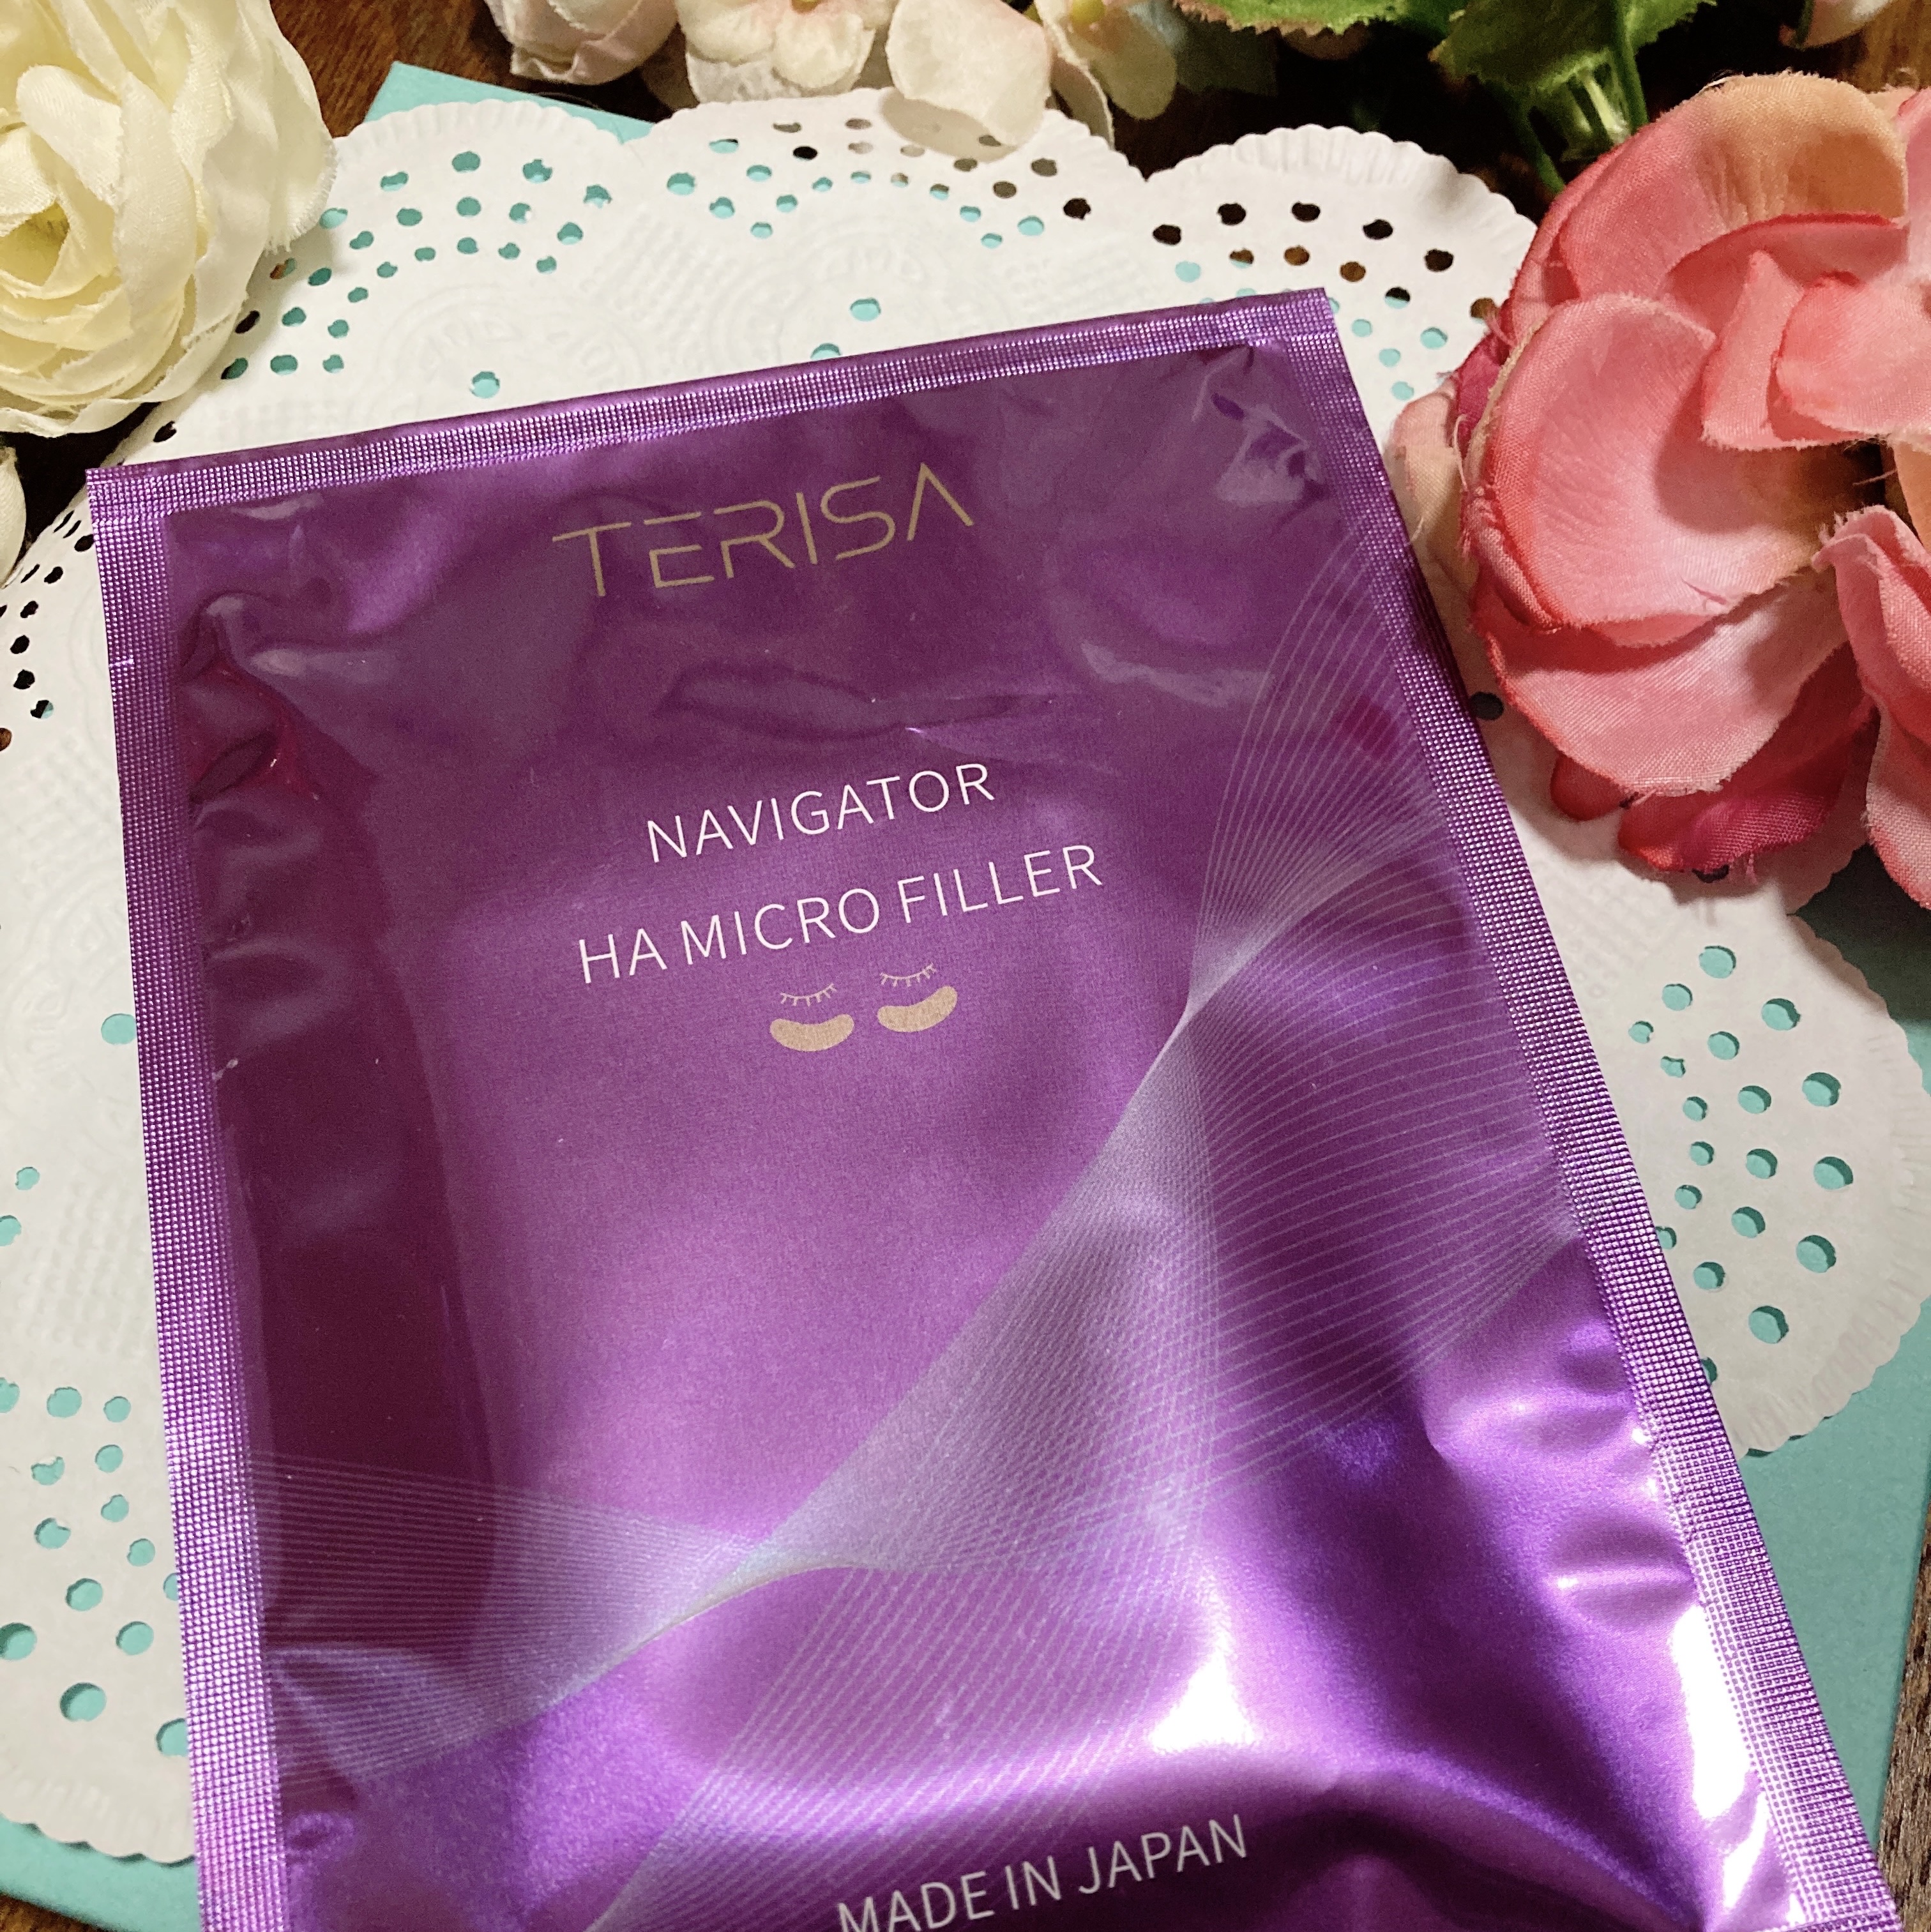 TERISA
NAVIGATOR
HA MICRO FILLER
MADE IN JAPAN